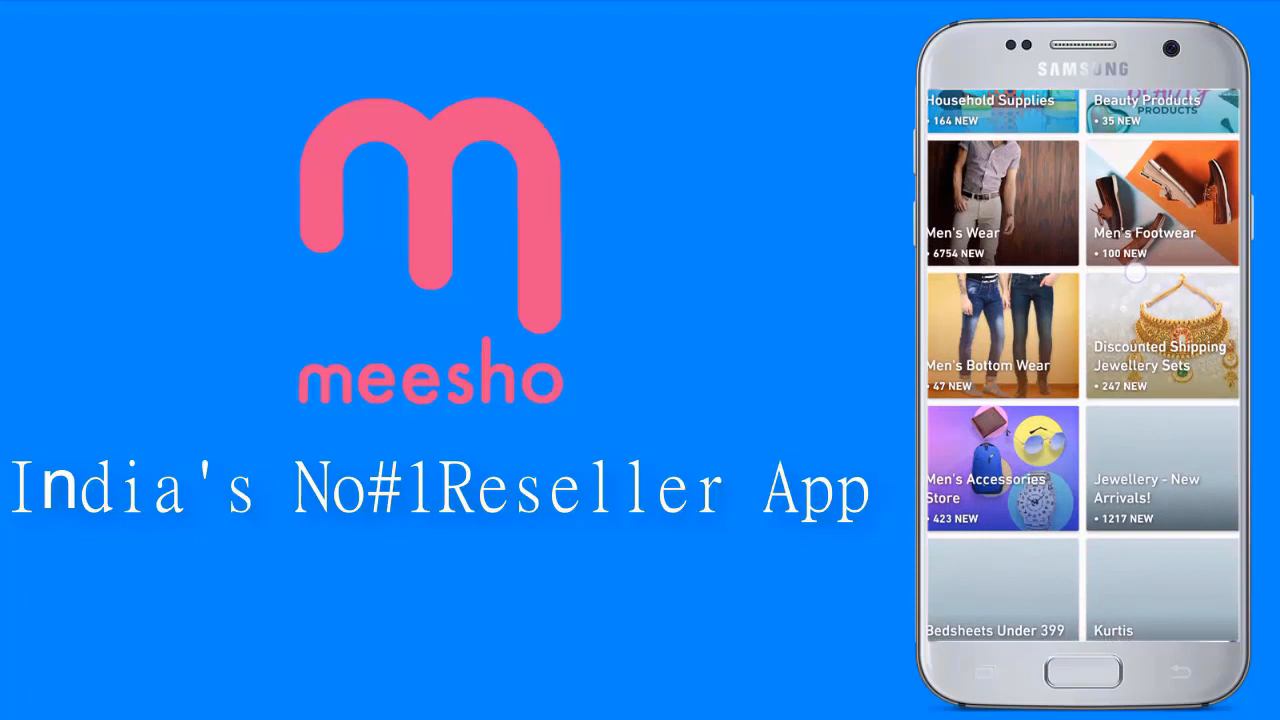 meesho
India's No#1Reseller App
SAMSUNG
Household Supplies
• 164 NEW
Beauty Products
• 35 NEW
PRODUCTS
Men's Wear
• 6754 NEW
Men's Footwear
• 100 NEW
Men's Bottom Wear
• 47 NEW
Discounted Shipping
Jewellery Sets
• 247 NEW
Men's Accessories
Store
• 423 NEW
Jewellery - New
Arrivals!
• 1217 NEW
Bedsheets Under 399
Kurtis